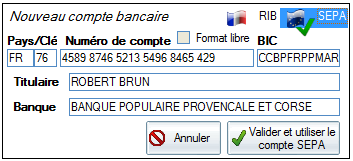 Nouveau compte bancaire RIB SEPA
Pays/Clé Numéro de compte Format libre BIC
FR 76 4589 8746 5213 5496 8465 429 CCBPFRPPMAR
Titulaire ROBERT BRUN
Banque BANQUE POPULAIRE PROVENCALE ET CORSE
Annuler Valider et utiliser le
compte SEPA